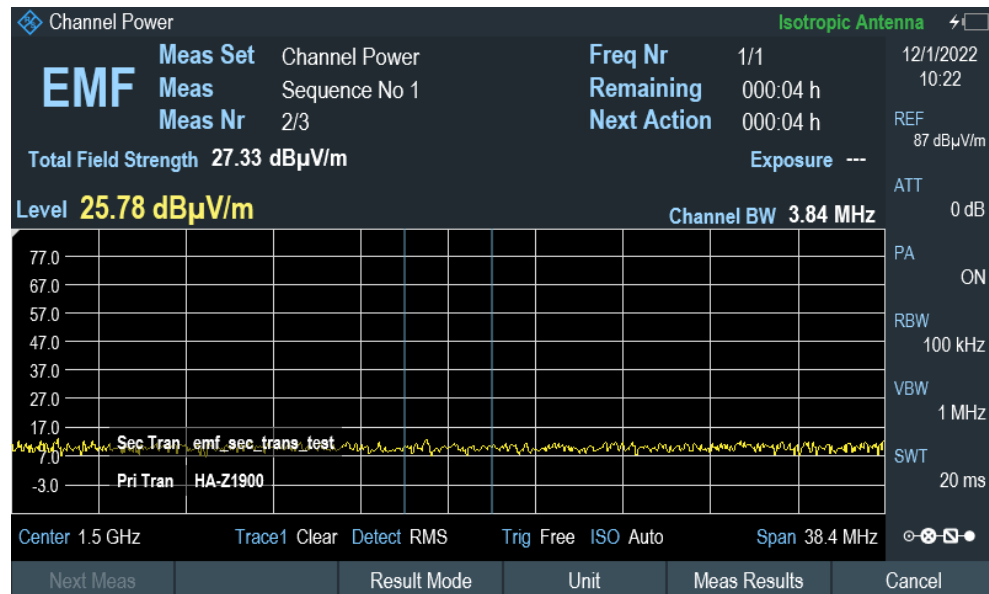 Channel Power
Isotropic Antenna
EMF
Meas Set Channel Power
Meas Sequence No 1
Meas Nr 2/3
Freq Nr 1/1
Remaining 000:04 h
Next Action 000:04 h
Total Field Strength 27.33 dBµV/m
Exposure ---
Level 25.78 dBµV/m
Channel BW 3.84 MHz
12/1/2022
10:22
REF
87 dBµV/m
ATT
0 dB
PA
ON
RBW
100 kHz
VBW
1 MHz
SWT
20 ms
77.0
67.0
57.0
47.0
37.0
27.0
17.0
7.0
-3.0
Sec Tran emf_sec_trans_test
Pri Tran HA-Z1900
Center 1.5 GHz Trace1 Clear Detect RMS Trig Free ISO Auto Span 38.4 MHz
Next Meas Result Mode Unit Meas Results Cancel